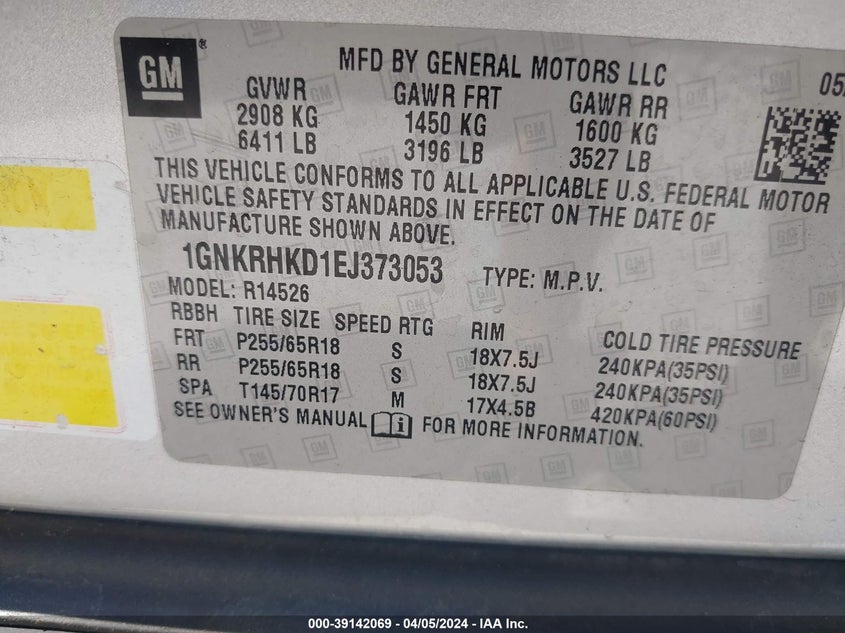 GM®
MFD BY GENERAL MOTORS LLC
GVWR GAWR FRT GAWR RR
2908 KG 1450 KG 1600 KG
6411 LB 3196 LB 3527 LB
THIS VEHICLE CONFORMS TO ALL APPLICABLE U.S. FEDERAL MOTOR
VEHICLE SAFETY STANDARDS IN EFFECT ON THE DATE OF
MANUFACTURE SHOWN ABOVE.
1GNKRHKD1EJ373053 TYPE: M.P.V.
MODEL: R14526
RBBH TIRE SIZE SPEED RTG RIM COLD TIRE PRESSURE
FRT P255/65R18 S 18X7.5J 240KPA(35PSI)
RR P255/65R18 S 18X7.5J 240KPA(35PSI)
SPA T145/70R17 M 17X4.5B 420KPA(60PSI)
SEE OWNER'S MANUAL FOR MORE INFORMATION.
000-39142069 - 04/05/2024 - IAA Inc.